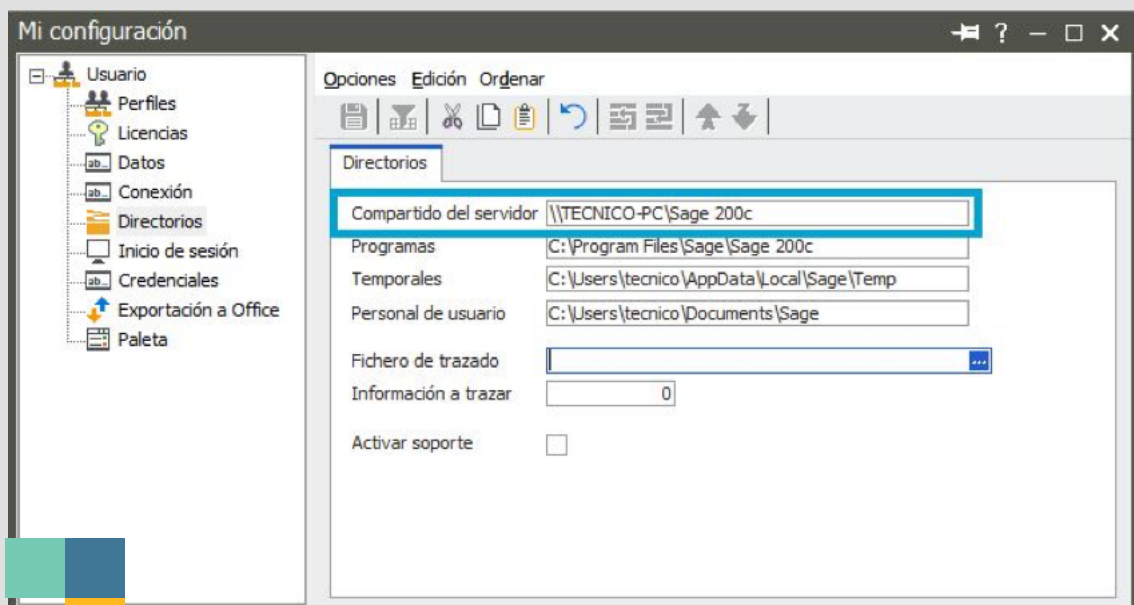 Mi configuración
Usuario
Perfiles
Licencias
Datos
Conexión
Directorios
Inicio de sesión
Credenciales
Exportación a Office
Paleta
Opciones Edición Ordenar
Directorios
Compartido del servidor \\TECNICO-PC\Sage 200c
Programas C:\Program Files\Sage\Sage 200c
Temporales C:\Users\tecnico\AppData\Local\Sage\Temp
Personal de usuario C:\Users\tecnico\Documents\Sage
Fichero de trazado ...
Información a trazar 0
Activar soporte